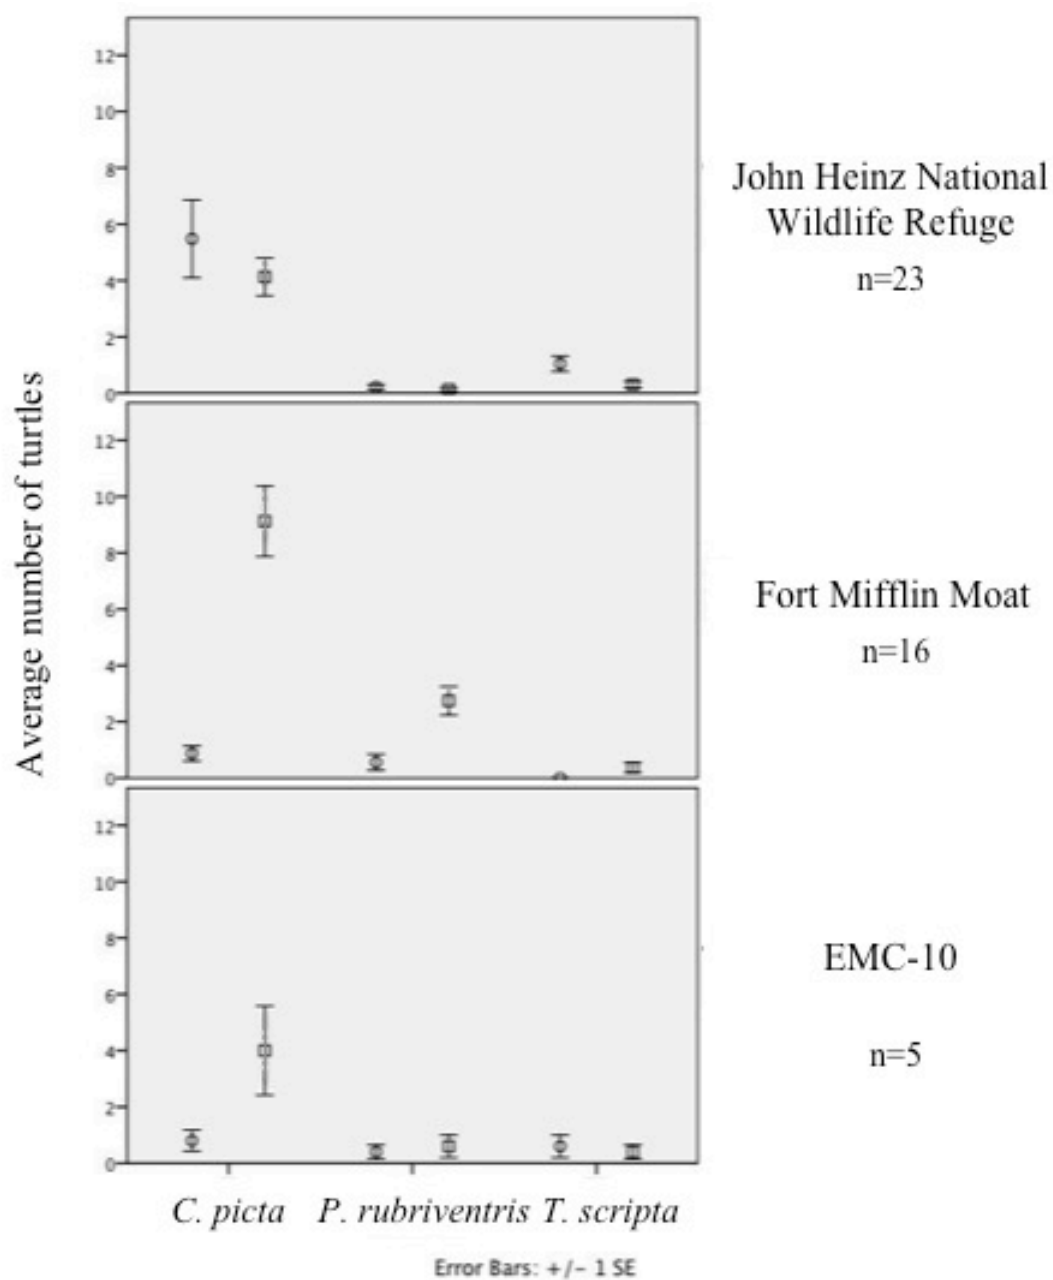 Average number of turtles
12
10
8
6
4
2
0
John Heinz National
Wildlife Refuge
n=23
12
10
8
6
4
2
0
Fort Mifflin Moat
n=16
12
10
8
6
4
2
0
EMC-10
n=5
C. picta P. rubriventris T. scripta
Error Bars: +/- 1 SE